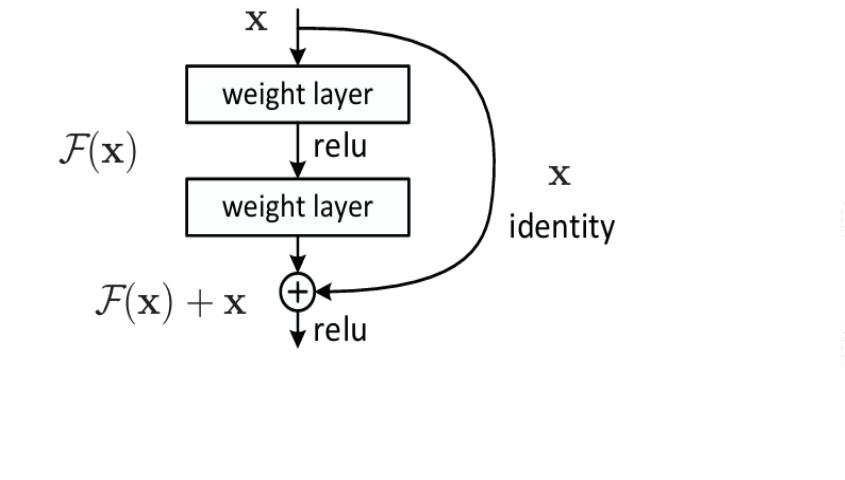 x
weight layer
F(x)
relu
x
weight layer
identity
F(x) + x
+
relu